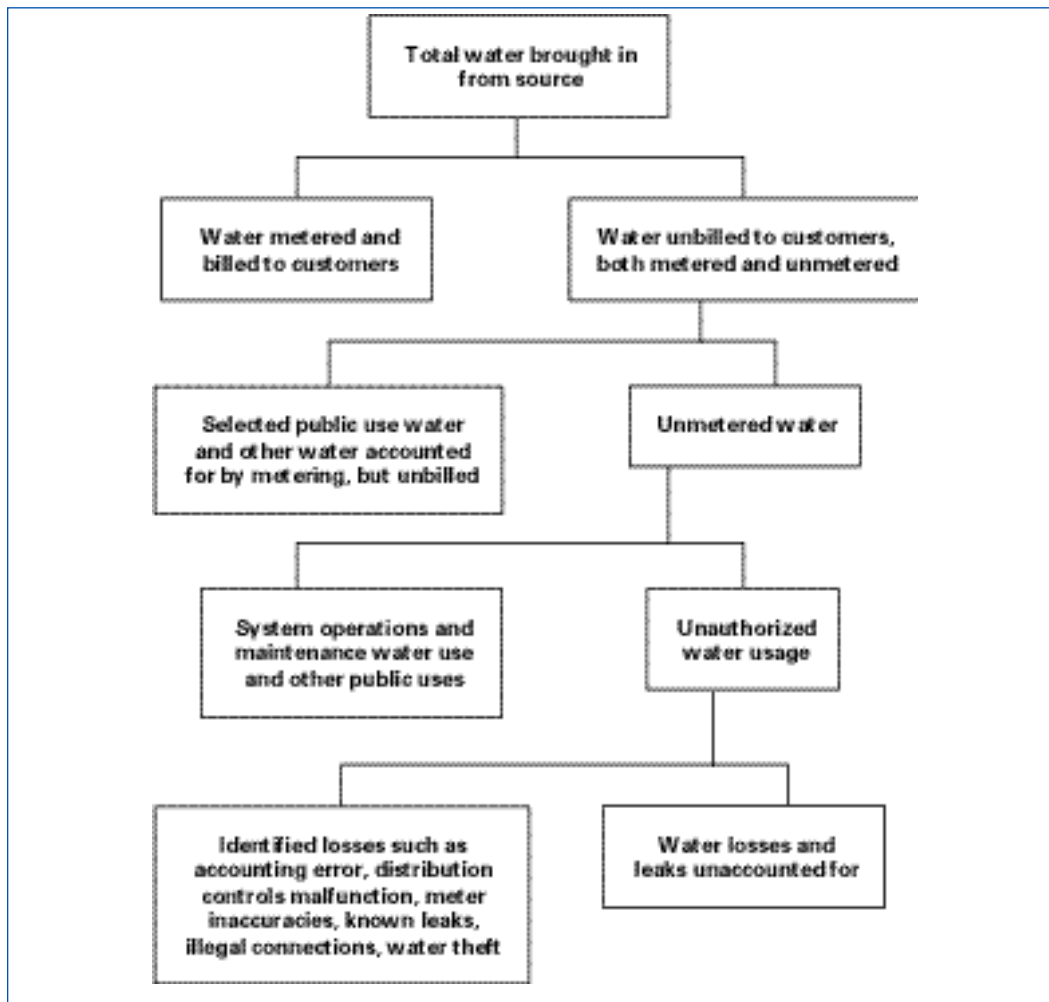 Total water brought in
from source
Water metered and
billed to customers
Water unbilled to customers,
both metered and unmetered
Selected public use water
and other water accounted
for by metering, but unbilled
Unmetered water
System operations and
maintenance water use
and other public uses
Unauthorized
water usage
Identified losses such as
accounting error, distribution
controls malfunction, meter
inaccuracies, known leaks,
illegal connections, water theft
Water losses and
leaks unaccounted for